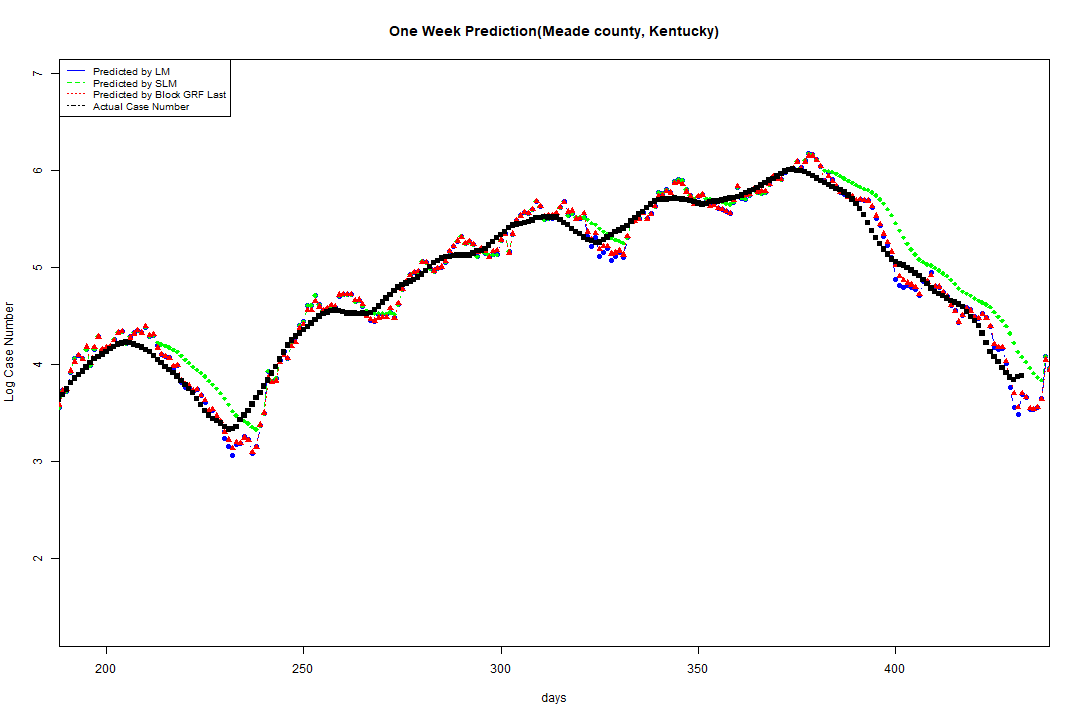 One Week Prediction(Meade county, Kentucky)
Predicted by LM
Predicted by SLM
Predicted by Block GRF Last
Actual Case Number
7
6
5
4
3
2
Log Case Number
200 250 300 350 400
days